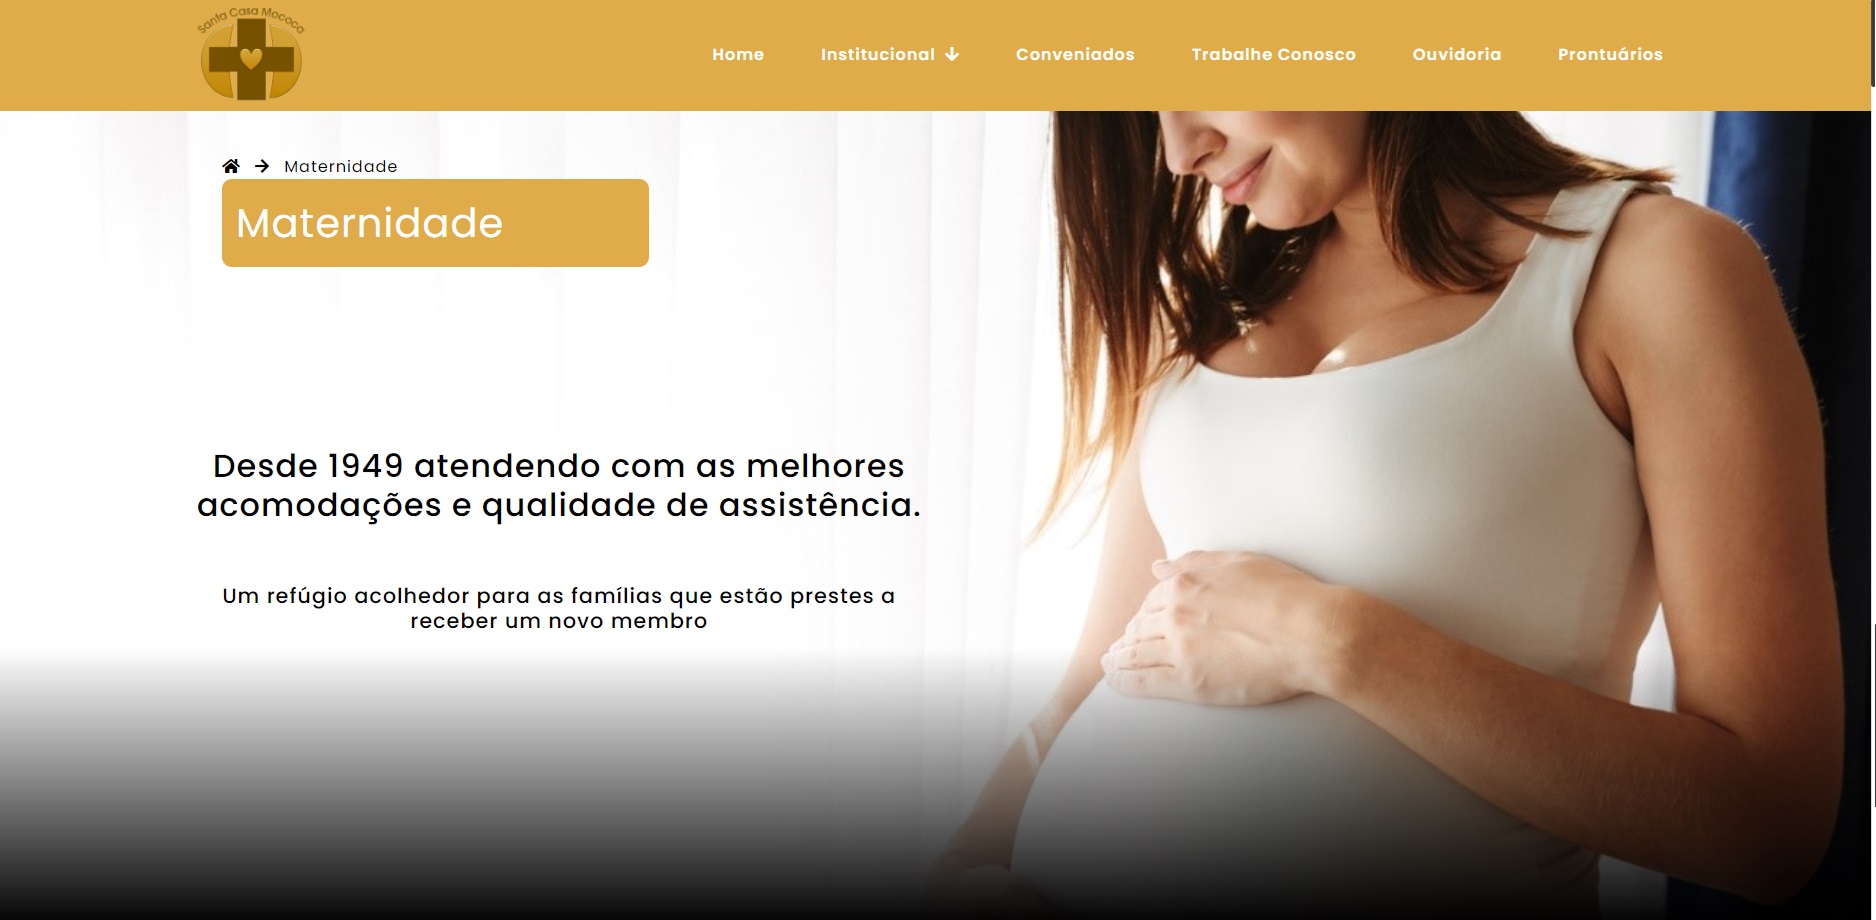 Santa Casa Mococa
Home
Institucional
Conveniados
Trabalhe Conosco
Ouvidoria
Prontuários
Maternidade
Maternidade
Desde 1949 atendendo com as melhores
acomodações e qualidade de assistência.
Um refúgio acolhedor para as famílias que estão prestes a
receber um novo membro